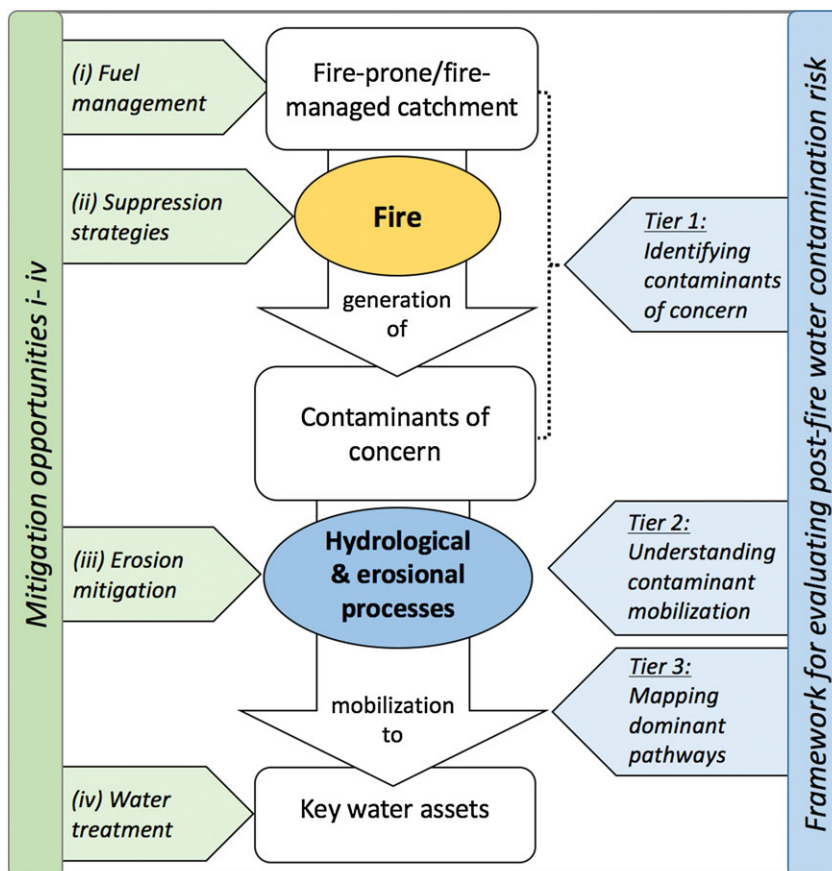 Mitigation opportunities i- iv
(i) Fuel
management
(ii) Suppression
strategies
(iii) Erosion
mitigation
(iv) Water
treatment
Fire-prone/fire-
managed catchment
Fire
generation
of
Contaminants of
concern
Hydrological
& erosional
processes
mobilization
to
Key water assets
Tier 1:
Identifying
contaminants
of concern
Tier 2:
Understanding
contaminant
mobilization
Tier 3:
Mapping
dominant
pathways
Framework for evaluating post-fire water contamination risk